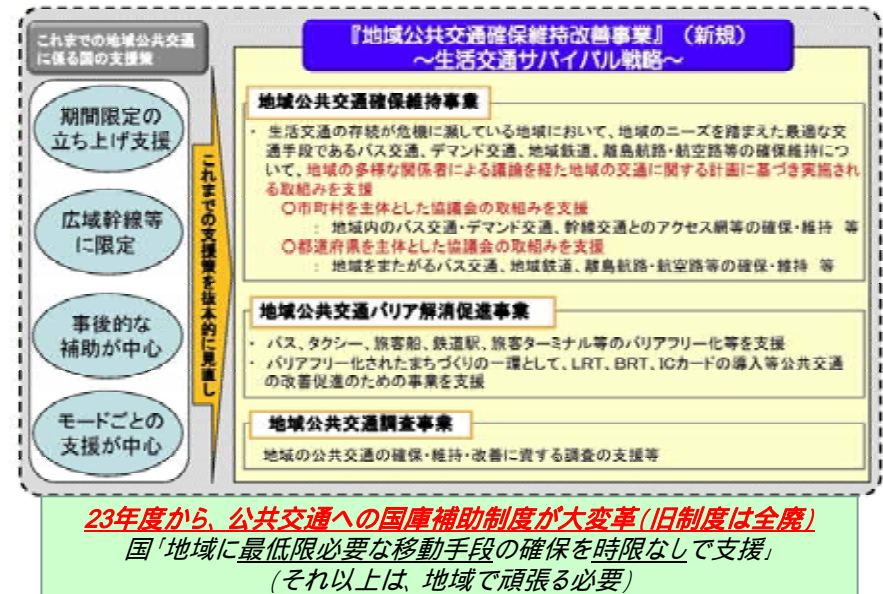 これまでの地域公共交通
に係る国の支援策
『地域公共交通確保維持改善事業』（新規）
～生活交通サバイバル戦略～
期間限定の
立ち上げ支援
広域幹線等
に限定
事後的な
補助が中心
モードごとの
支援が中心
これまでの支援策を抜本的に見直し
地域公共交通確保維持事業
・ 生活交通の存続が危機に瀕している地域において、地域のニーズを踏まえた最適な交
通手段であるバス交通、デマンド交通、地域鉄道、離島航路・航空路等の確保維持につ
いて、地域の多様な関係者による議論を経た地域の交通に関する計画に基づき実施され
る取組みを支援
〇市町村を主体とした協議会の取組みを支援
： 地域内のバス交通・デマンド交通、幹線交通とのアクセス網等の確保・維持 等
〇都道府県を主体とした協議会の取組みを支援
： 地域をまたがるバス交通、地域鉄道、離島航路・航空路等の確保・維持 等
地域公共交通バリア解消促進事業
・ バス、タクシー、旅客船、鉄道駅、旅客ターミナル等のバリアフリー化等を支援
・ バリアフリー化されたまちづくりの一環として、LRT、BRT、ICカードの導入等公共交通
の改善促進のための事業を支援
地域公共交通調査事業
地域の公共交通の確保・維持・改善に資する調査の支援等
23年度から、公共交通への国庫補助制度が大変革（旧制度は全廃）
国「地域に最低限必要な移動手段の確保を時限なしで支援」
（それ以上は、地域で頑張る必要）